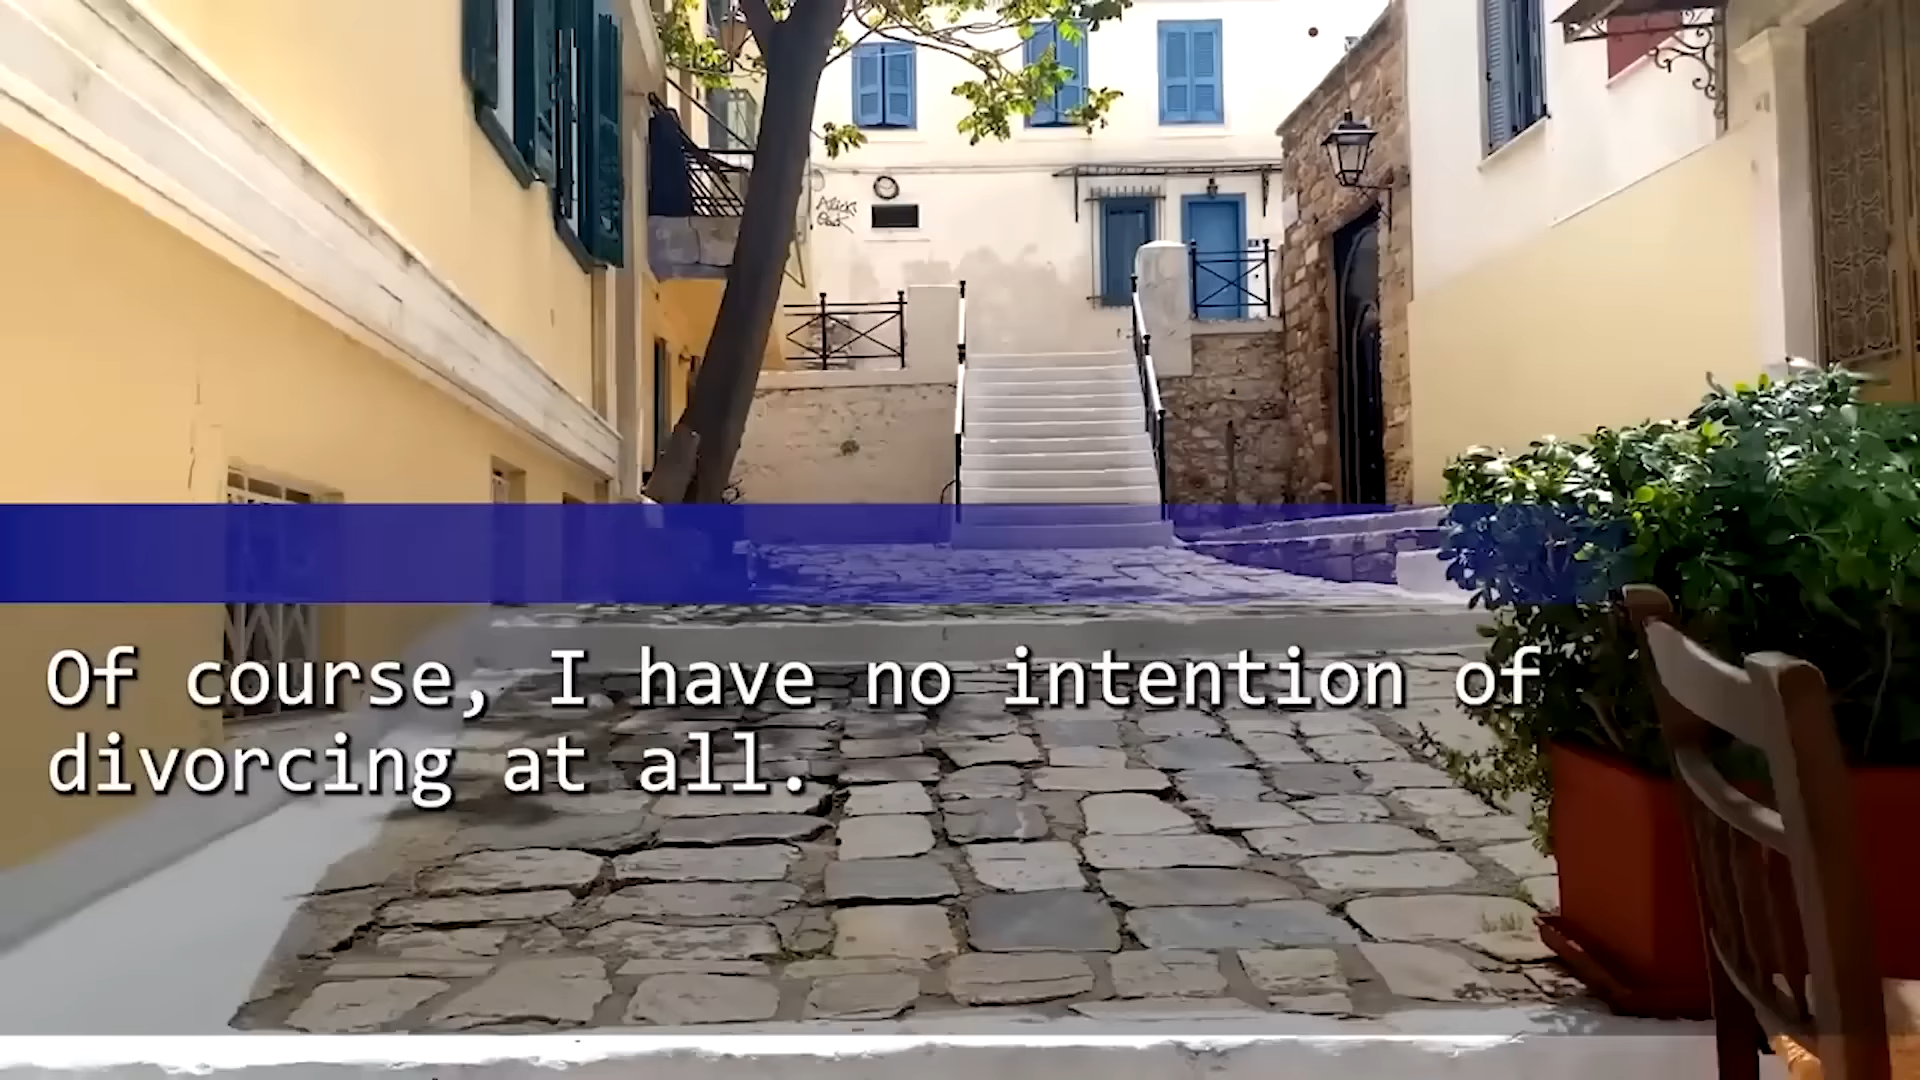 Of course, I have no intention of
divorcing at all.